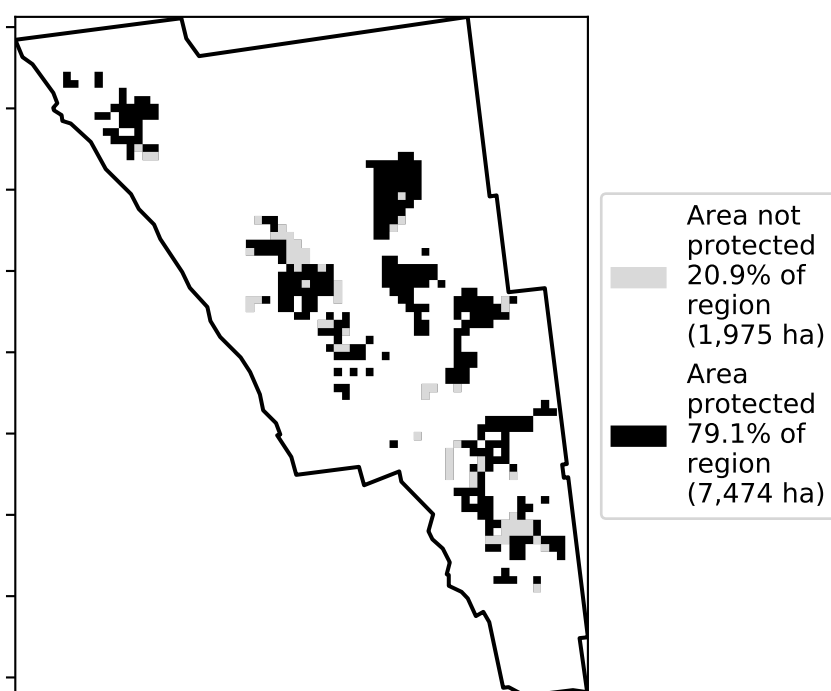 Area not
protected
20.9% of
region
(1,975 ha)
Area
protected
79.1% of
region
(7,474 ha)